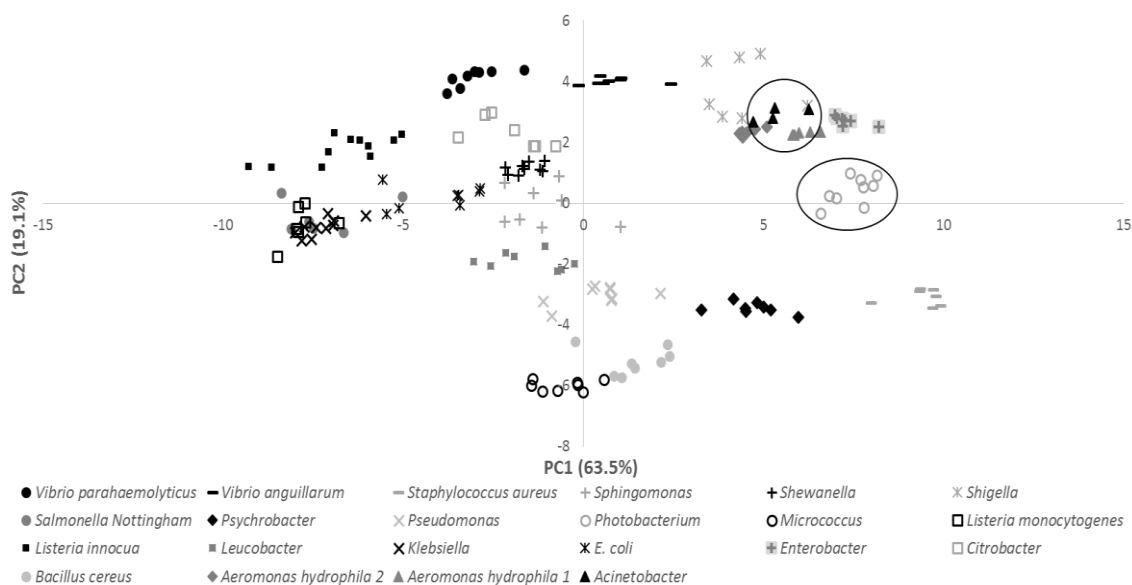 6
4
2
0
-15 -10 -5 0 5 10 15
-2
-4
-6
-8
PC2 (19.1%)
PC1 (63.5%)
Vibrio parahaemolyticus Vibrio anguillarum Staphylococcus aureus Sphingomonas Shewanella Shigella
Salmonella Nottingham Psychrobacter Pseudomonas Photobacterium Micrococcus Listeria monocytogenes
Listeria innocua Leucobacter Klebsiella E. coli Enterobacter Citrobacter
Bacillus cereus Aeromonas hydrophila 2 Aeromonas hydrophila 1 Acinetobacter